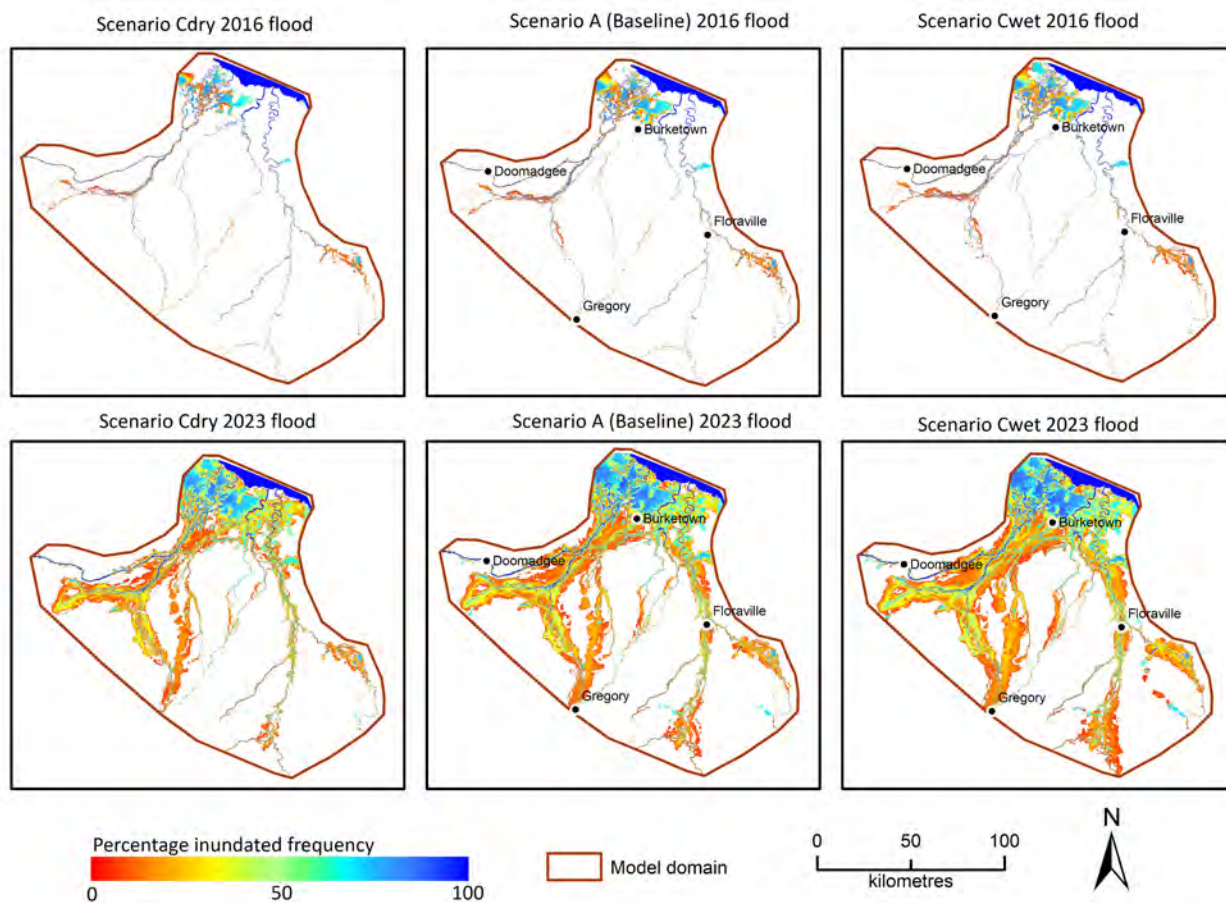 Scenario Cdry 2016 flood
Scenario A (Baseline) 2016 flood
Scenario Cwet 2016 flood
Burketown
Doomadgee
Floraville
Gregory
Burketown
Doomadgee
Floraville
Gregory
Scenario Cdry 2023 flood
Scenario A (Baseline) 2023 flood
Scenario Cwet 2023 flood
Burketown
Doomadgee
Floraville
Gregory
Burketown
Doomadgee
Floraville
Gregory
Percentage inundated frequency
0 50 100
Model domain
0 50 100
kilometres
N